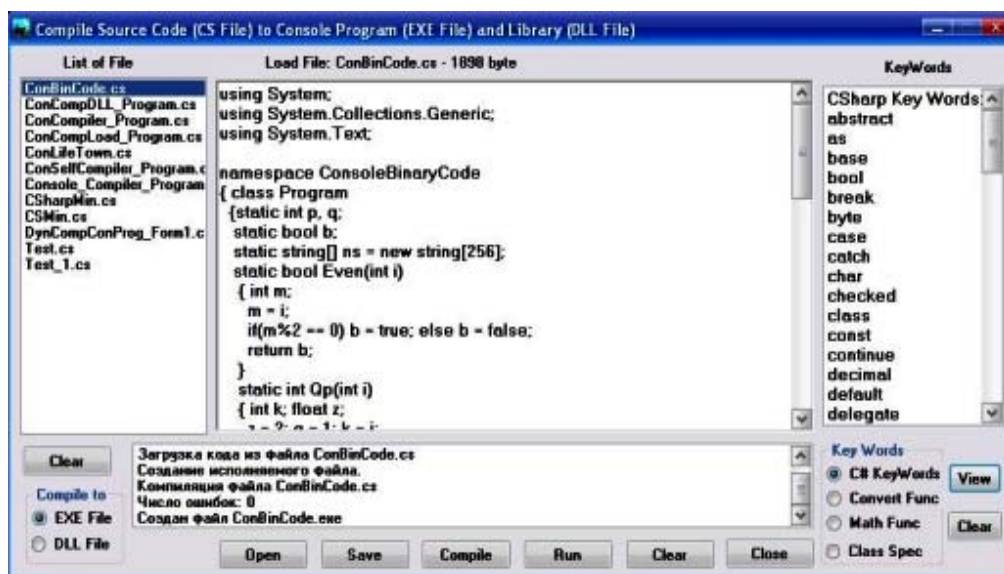 Compile Source Code (CS File) to Console Program (EXE File) and Library (DLL File)
List of File
Load File: ConBinCode.cs - 1898 byte
KeyWords
ConBinCode.cs
ConCompDLL_Program.cs
ConCompiler_Program.cs
ConCompLoad_Program.cs
ConLifeTown.cs
ConSelfCompiler_Program.c
Console_Compiler_Program
CSharpMin.cs
CSMin.cs
DynCompConProg_Form1.c
Test.cs
Test_1.cs
using System;
using System.Collections.Generic;
using System.Text;
namespace ConsoleBinaryCode
{ class Program
{static int p, q;
static bool b;
static string[] ns = new string[256];
static bool Even(int i)
{ int m;
m = i;
if(m%2 == 0) b = true; else b = false;
return b;
}
static int Qp(int i)
{ int k; float z;
CSharp Key Words:
abstract
as
base
bool
break
byte
case
catch
char
checked
class
const
continue
decimal
default
delegate
Clear
Compile to
EXE File
DLL File
Загрузка кода из файла ConBinCode.cs
Создание исполняемого файла.
Компиляция файла ConBinCode.cs
Число ошибок: 0
Создан файл ConBinCode.exe
Key Words
C# KeyWords
Convert Func
Math Func
Class Spec
View
Clear
Open
Save
Compile
Run
Clear
Close